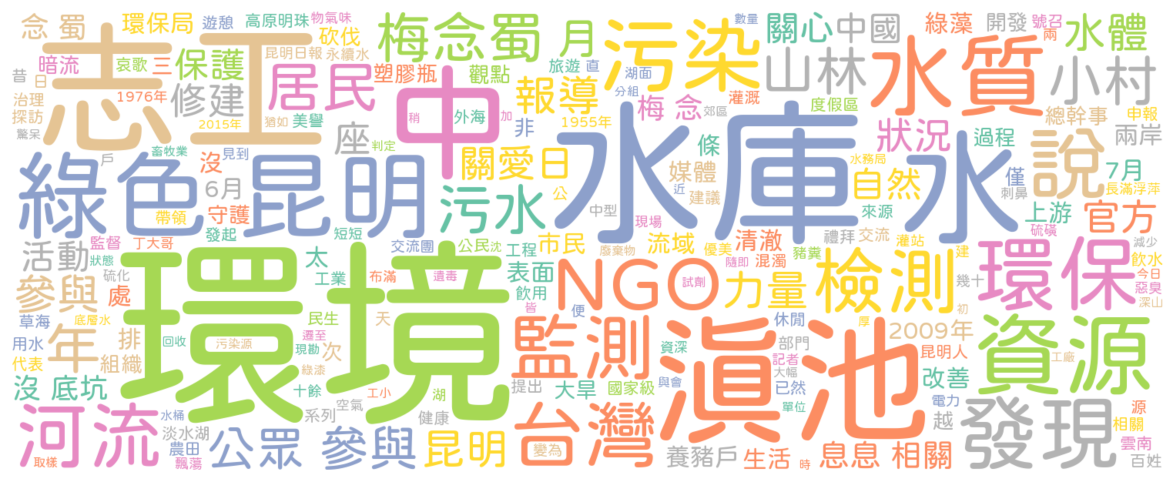 念 蜀
環保局
遊憩
高原明珠
物氣味
砍伐
昆明日報
永續水
梅念蜀
月
污染
關心
中國
綠藻
開發
號召
兩
數量
水體
昔
日
暗流
哀歌
三
保護
志工
居民
中
塑膠瓶
觀點
旅遊
直
湖面
山林
水質
小村
治理
1976年
修建
報導
梅 念
分組
灌溉
郊區
度假區
總幹事
申報
探訪
驚呆
2015年
猶如
美譽
稍
外海
加
非
1955年
狀況
過程
兩岸
戶
畜牧業
見到
座
判定
關愛日
水庫
條
媒體
水務局
水
僅
說
7月
沒
綠色
昆明
6月
污水
公
中型
近
建議
自然
來源
刺鼻
長滿浮萍
帶領
守護
發起
短短
現場
上游
官方
硫磺
活動
監督
丁大哥
交流團
公民
沈
工程
市民
流域
優美
清澈
豬糞
禮拜
交流
灌站
建
減少
環保
飲水
狀態
硫化
太
工業
布滿
遭毒
表面
廢棄物
隨即
混濁
幾十
今日
惡臭
參與
處
環境
飲用
NGO
試劑
力量
檢測
深山
草海
底層水
民生
天
皆
便
休閒
厚
初
資源
用水
年
排
遷至
監測
滇池
2009年
代表
組織
回收
污染源
現勘
次
資深
部門
記者
昆明人
工廠
沒 底坑
綠漆
十餘
工小
湖
提出
大旱
國家級
與會
大幅
已然
改善
河流
水桶
系列
空氣
健康
台灣
單位
電力
越
發現
源
相關
淡水湖
農田
公眾
參與
昆明
變為
養豬戶
生活
時
息息
相關
雲南
百姓
取樣
飄蕩